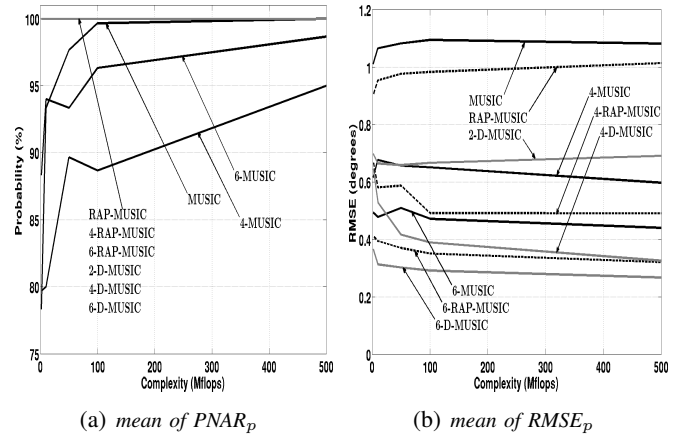 Probability (%)
100
95
90
85
80
75
0
100
200
300
400
500
Complexity (Mflops)
6-MUSIC
MUSIC
4-MUSIC
RAP-MUSIC
4-RAP-MUSIC
6-RAP-MUSIC
2-D-MUSIC
4-D-MUSIC
6-D-MUSIC
(a) mean of PNARp
RMSE (degrees)
1.2
1
0.8
0.6
0.4
0.2
0
0
100
200
300
400
500
Complexity (Mflops)
MUSIC
RAP-MUSIC
2-D-MUSIC
4-MUSIC
4-RAP-MUSIC
4-D-MUSIC
6-MUSIC
6-RAP-MUSIC
6-D-MUSIC
(b) mean of RMSEp